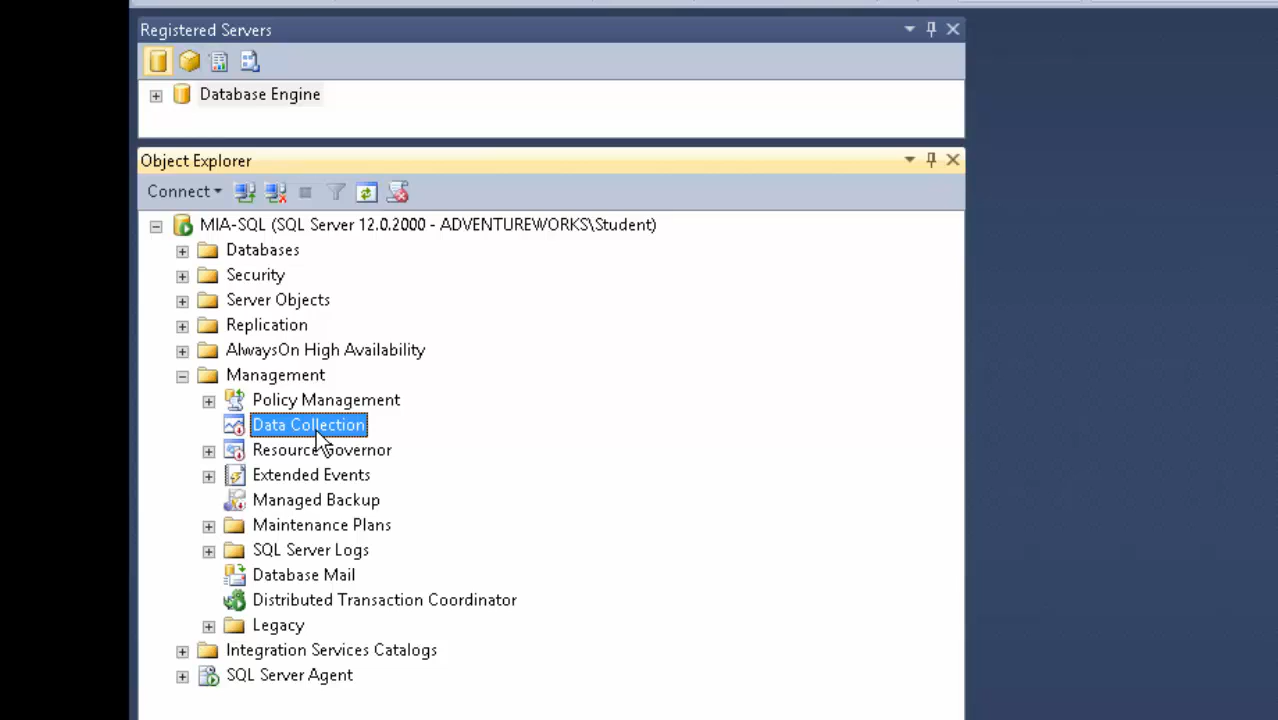 Registered Servers
Database Engine
Object Explorer
Connect
MIA-SQL (SQL Server 12.0.2000 - ADVENTUREWORKS\Student)
Databases
Security
Server Objects
Replication
AlwaysOn High Availability
Management
Policy Management
Data Collection
Resource Governor
Extended Events
Managed Backup
Maintenance Plans
SQL Server Logs
Database Mail
Distributed Transaction Coordinator
Legacy
Integration Services Catalogs
SQL Server Agent